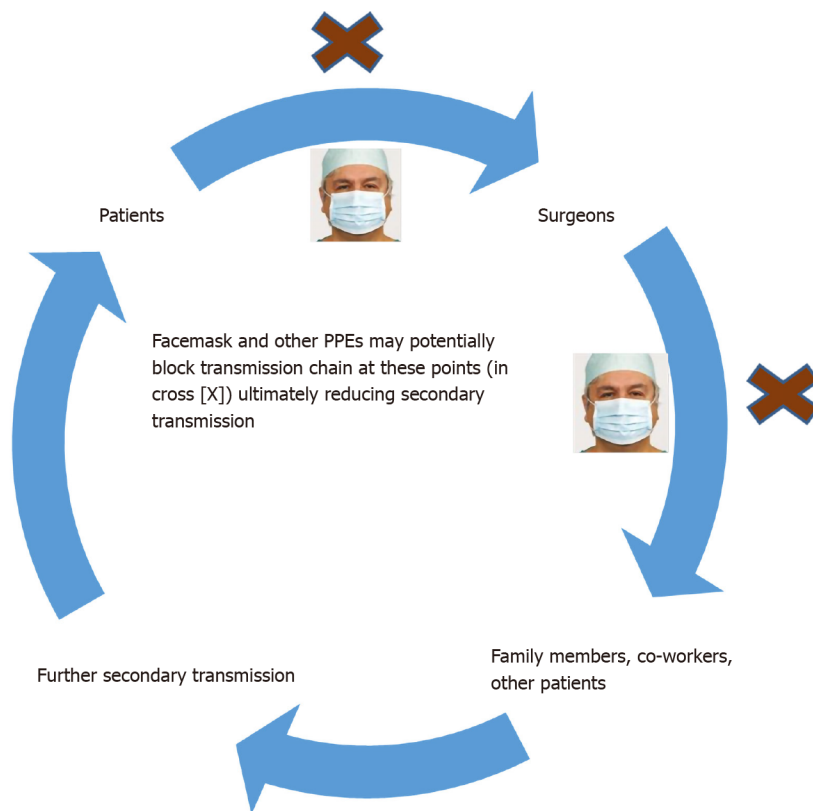 Patients
Surgeons
Facemask and other PPEs may potentially
block transmission chain at these points (in
cross [X]) ultimately reducing secondary
transmission
Family members, co-workers,
other patients
Further secondary transmission